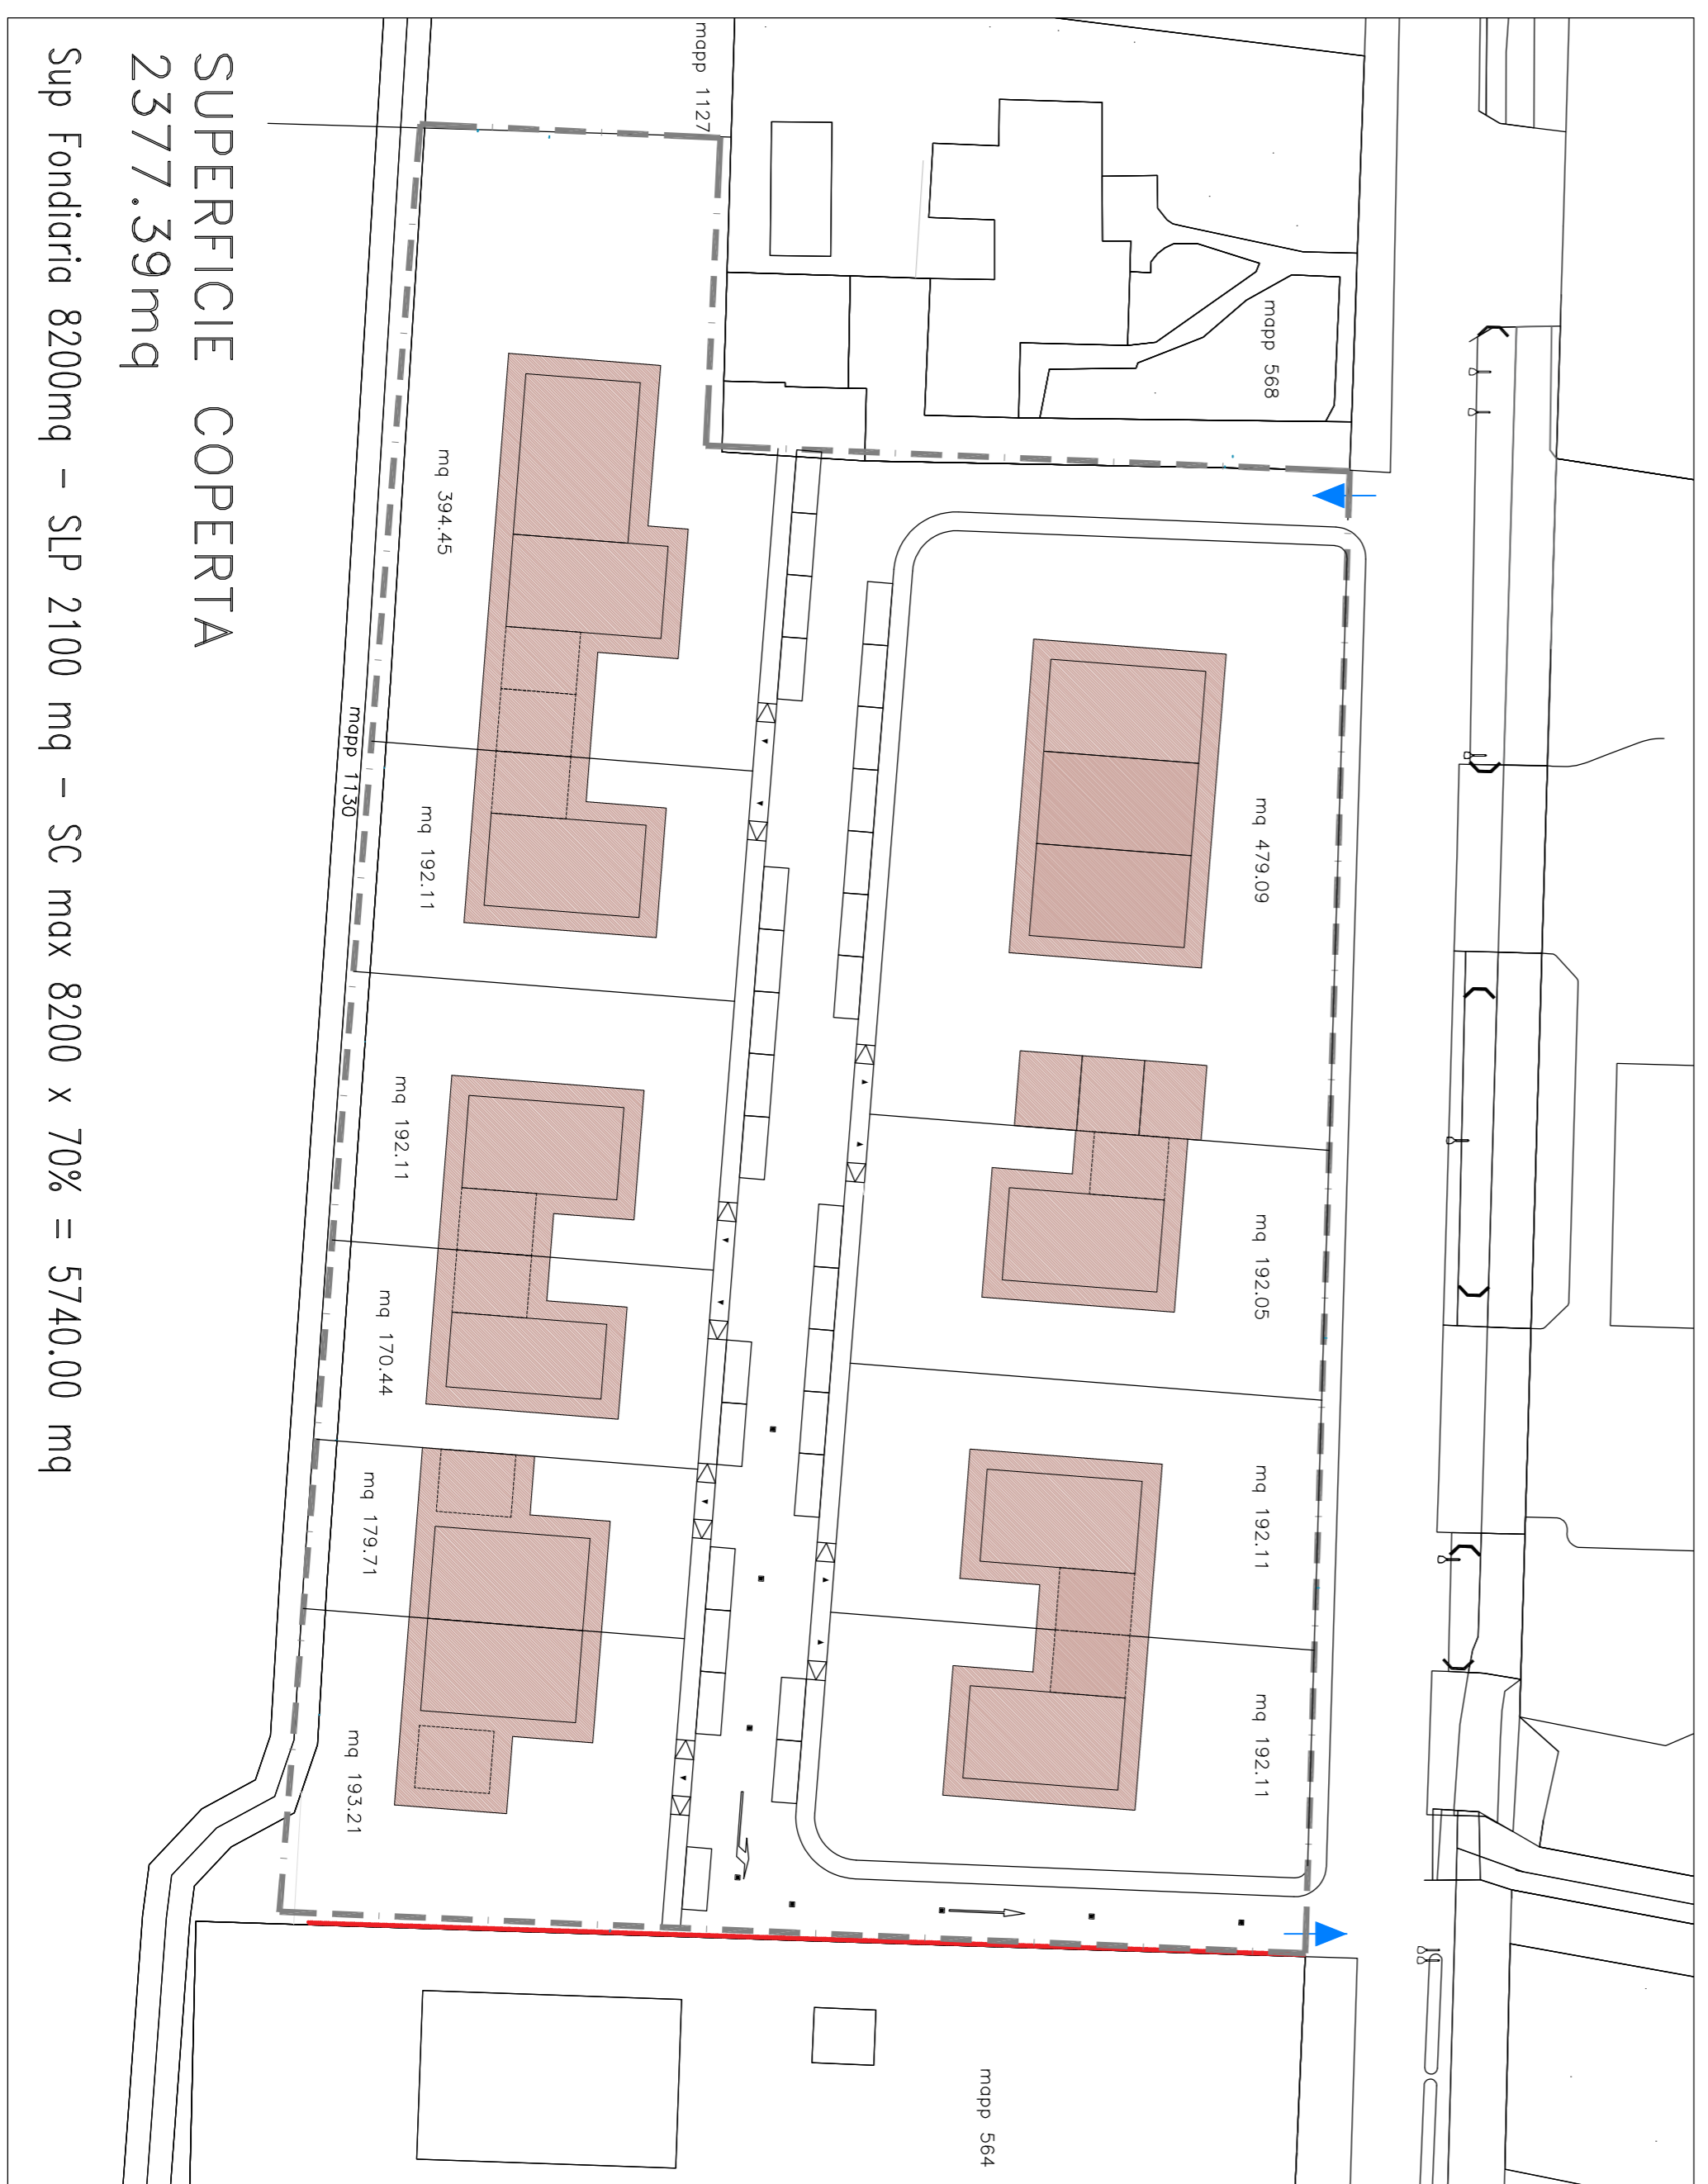 mapp 568
mapp 1127
mapp 564
mq 479.09
mq 192.05
mq 192.11
mq 192.11
mq 394.45
mq 192.11
mq 192.11
mq 170.44
mq 179.71
mq 193.21
mapp 1130
SUPERFICIE COPERTA
2377.39mq
Sup Fondiaria 8200mq - SLP 2100 mq - SC max 8200 x 70% = 5740.00 mq